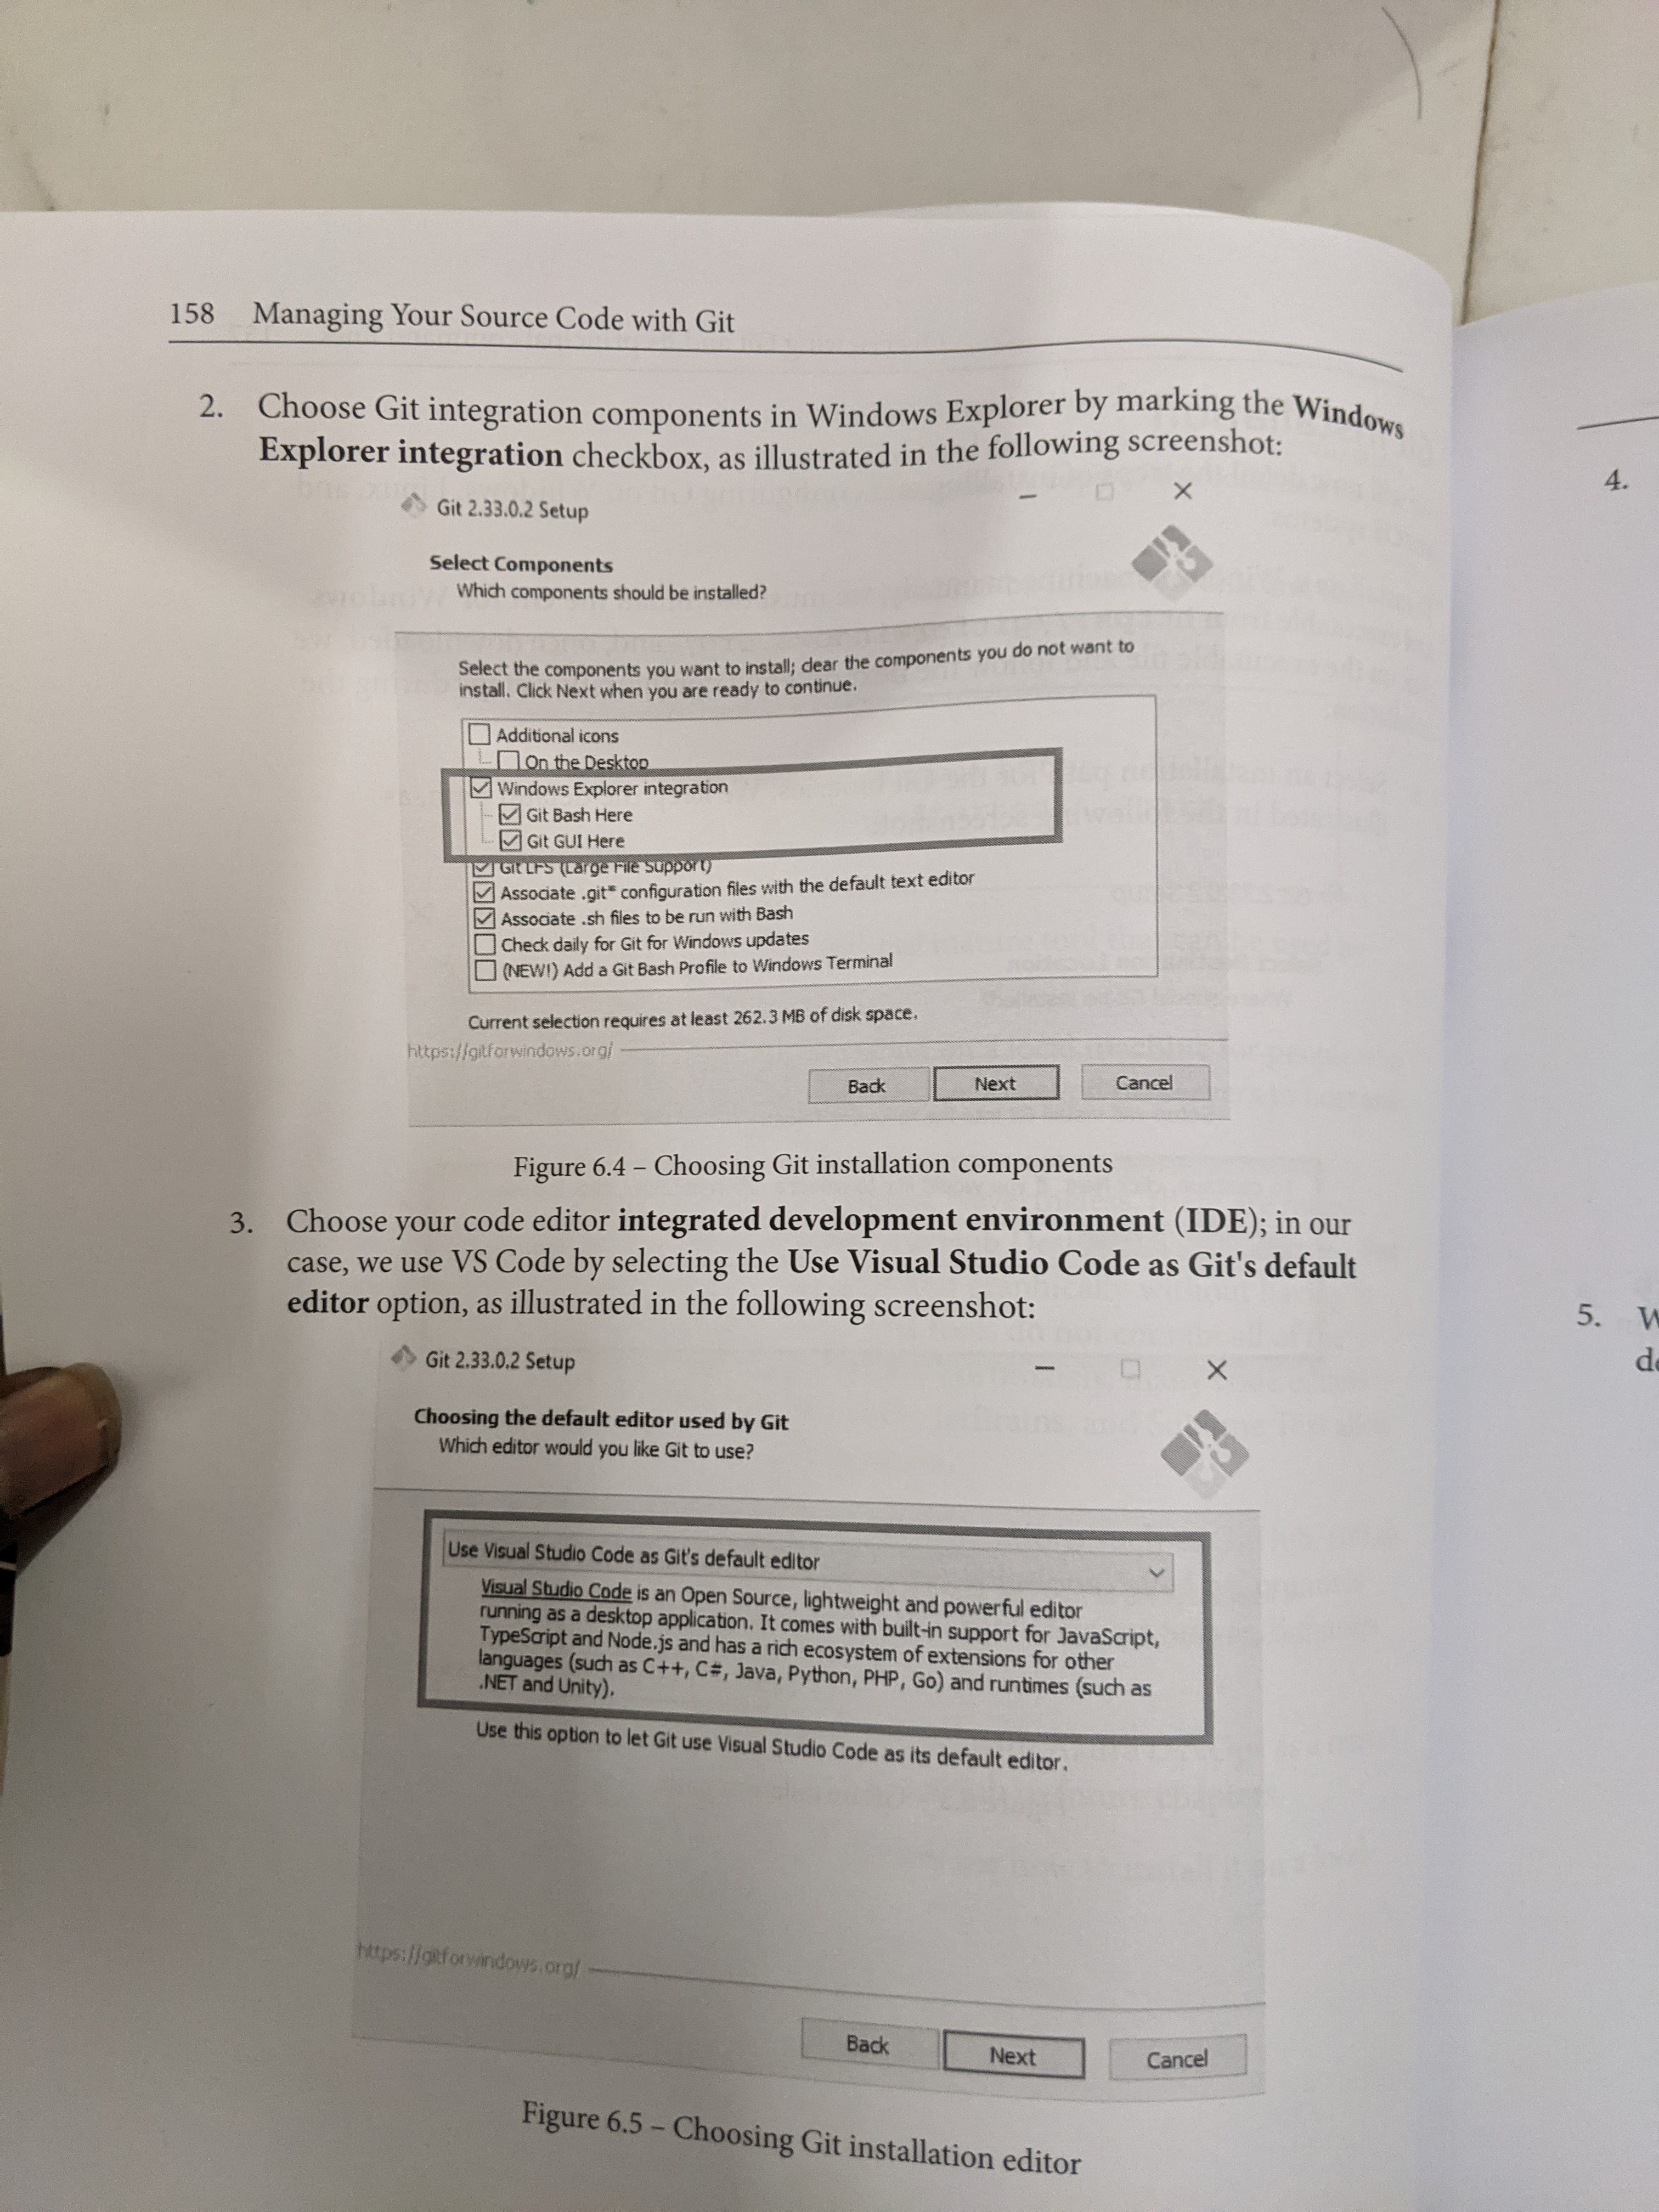 158 Managing Your Source Code with Git
2. Choose Git integration components in Windows Explorer by marking the Windows
Explorer integration checkbox, as illustrated in the following screenshot:
Git 2.33.0.2 Setup
Select Components
Which components should be installed?
Select the components you want to install; clear the components you do not want to
install. Click Next when you are ready to continue.
Additional icons
On the Desktop
Windows Explorer integration
Git Bash Here
Git GUI Here
Git LFS (Large File Support)
Associate .git* configuration files with the default text editor
Associate .sh files to be run with Bash
Check daily for Git for Windows updates
(NEW!) Add a Git Bash Profile to Windows Terminal
Current selection requires at least 262.3 MB of disk space.
https://gitforwindows.org/
Back Next Cancel
Figure 6.4 – Choosing Git installation components
3. Choose your code editor integrated development environment (IDE); in our
case, we use VS Code by selecting the Use Visual Studio Code as Git's default
editor option, as illustrated in the following screenshot:
Git 2.33.0.2 Setup
Choosing the default editor used by Git
Which editor would you like Git to use?
Use Visual Studio Code as Git's default editor
Visual Studio Code is an Open Source, lightweight and powerful editor
running as a desktop application. It comes with built-in support for JavaScript,
TypeScript and Node.js and has a rich ecosystem of extensions for other
languages (such as C++, C#, Java, Python, PHP, Go) and runtimes (such as
.NET and Unity).
Use this option to let Git use Visual Studio Code as its default editor.
https://gitforwindows.org/
Back Next Cancel
Figure 6.5 – Choosing Git installation editor
4.
5.